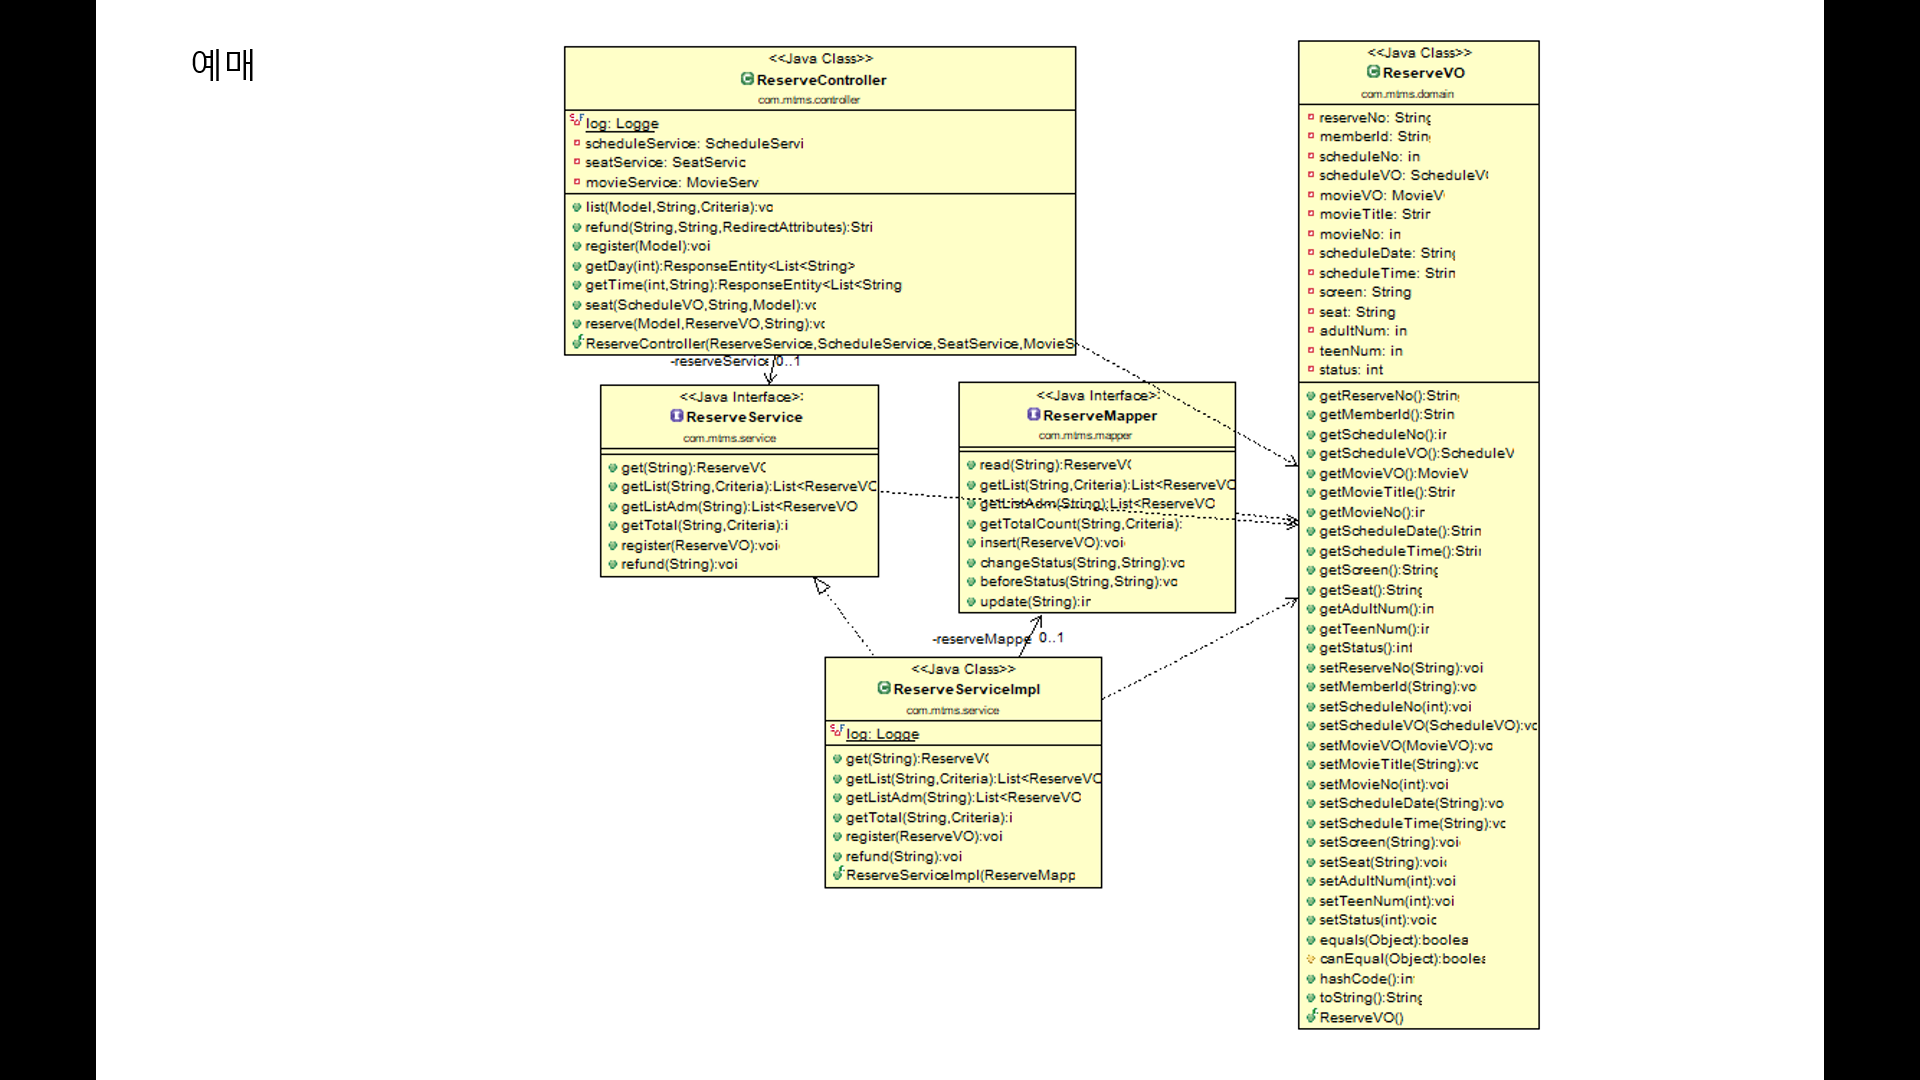 예매
<<Java Class>>
ReserveController
com.mtms.controller
log: Logge
scheduleService: ScheduleServi
seatService: SeatServic
movieService: MovieServ
list(Model,String,Criteria):vc
refund(String,String,RedirectAttributes):Stri
register(Model):voi
getDay(int):ResponseEntity<List<String>
getTime(int,String):ResponseEntity<List<String
seat(ScheduleVO,String,Model):vc
reserve(Model,ReserveVO,String):vc
ReserveController(ReserveService,ScheduleService,SeatService,MovieS
-reserveService 0..1
<<Java Interface>>
ReserveService
com.mtms.service
get(String):ReserveVC
getList(String,Criteria):List<ReserveVO
getListAdm(String):List<ReserveVO
getTotal(String,Criteria):i
register(ReserveVO):voi
refund(String):voi
<<Java Interface>>
ReserveMapper
com.mtms.mapper
read(String):ReserveVC
getList(String,Criteria):List<ReserveVO
getListAdm(String):List<ReserveVO
getTotalCount(String,Criteria):
insert(ReserveVO):voi
changeStatus(String,String):vc
beforeStatus(String,String):vc
update(String):ir
-reserveMappe 0..1
<<Java Class>>
ReserveServiceImpl
com.mtms.service
log: Logge
get(String):ReserveVC
getList(String,Criteria):List<ReserveVO
getListAdm(String):List<ReserveVO
getTotal(String,Criteria):i
register(ReserveVO):voi
refund(String):voi
ReserveServiceImpl(ReserveMapp
<<Java Class>>
ReserveVO
com.mtms.domain
reserveNo: String
memberId: String
scheduleNo: in
scheduleVO: ScheduleVO
movieVO: MovieV
movieTitle: Strir
movieNo: in
scheduleDate: String
scheduleTime: Strin
screen: String
seat: String
adultNum: in
teenNum: in
status: int
getReserveNo():String
getMemberId():Strin
getScheduleNo():ir
getScheduleVO():ScheduleV
getMovieVO():MovieV
getMovieTitle():Strir
getMovieNo():ir
getScheduleDate():Strin
getScheduleTime():Strir
getScreen():String
getSeat():String
getAdultNum():in
getTeenNum():ir
getStatus():int
setReserveNo(String):voi
setMemberId(String):vo
setScheduleNo(int):voi
setScheduleVO(ScheduleVO):vc
setMovieVO(MovieVO):vc
setMovieTitle(String):vc
setMovieNo(int):voi
setScheduleDate(String):vo
setScheduleTime(String):vc
setScreen(String):voi
setSeat(String):voic
setAdultNum(int):voi
setTeenNum(int):voi
setStatus(int):voic
equals(Object):boolea
canEqual(Object):boolea
hashCode():in
toString():String
ReserveVO()